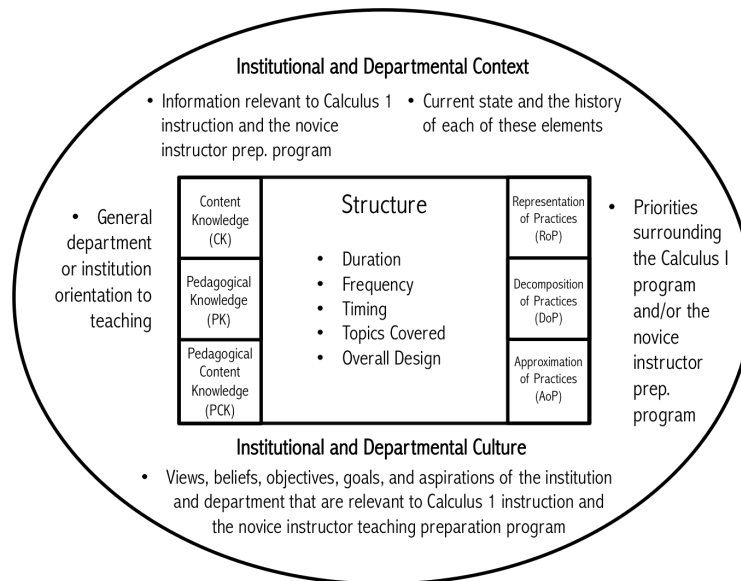 Institutional and Departmental Context
• Information relevant to Calculus 1
instruction and the novice
instructor prep. program
• Current state and the history
of each of these elements
• General
department
or institution
orientation to
teaching
Content
Knowledge
(CK)
Pedagogical
Knowledge
(PK)
Pedagogical
Content
Knowledge
(PCK)
Structure
• Duration
• Frequency
• Timing
• Topics Covered
• Overall Design
Representation
of Practices
(RoP)
Decomposition
of Practices
(DoP)
Approximation
of Practices
(AoP)
• Priorities
surrounding
the Calculus I
program
and/or the
novice
instructor
prep.
program
Institutional and Departmental Culture
• Views, beliefs, objectives, goals, and aspirations of the institution
and department that are relevant to Calculus 1 instruction and
the novice instructor teaching preparation program